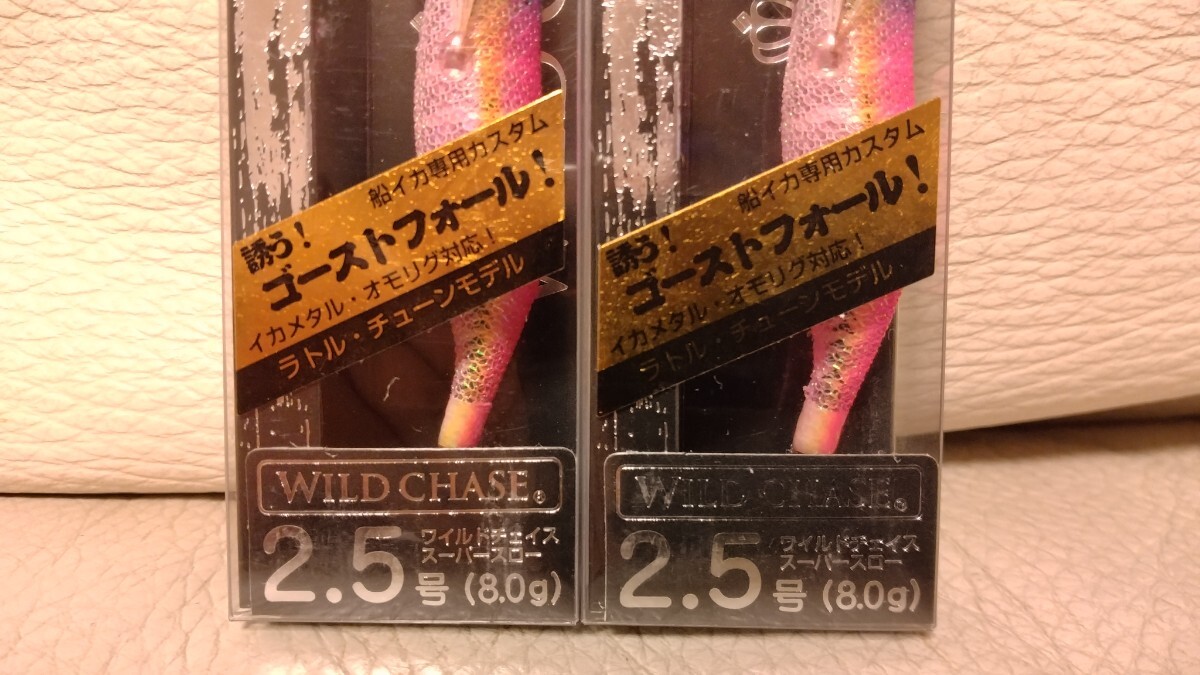 船イカ専用カスタム
誘う!
ゴーストフォール!
イカメタル・オモリグ対応!
ラトル・チューンモデル
WILD CHASE®
2.5号(8.0g)
ワイルドチェイス
スーパースロー
船イカ専用カスタム
誘う!
ゴーストフォール!
イカメタル・オモリグ対応!
ラトル・チューンモデル
WILD CHASE®
2.5号(8.0g)
ワイルドチェイス
スーパースロー